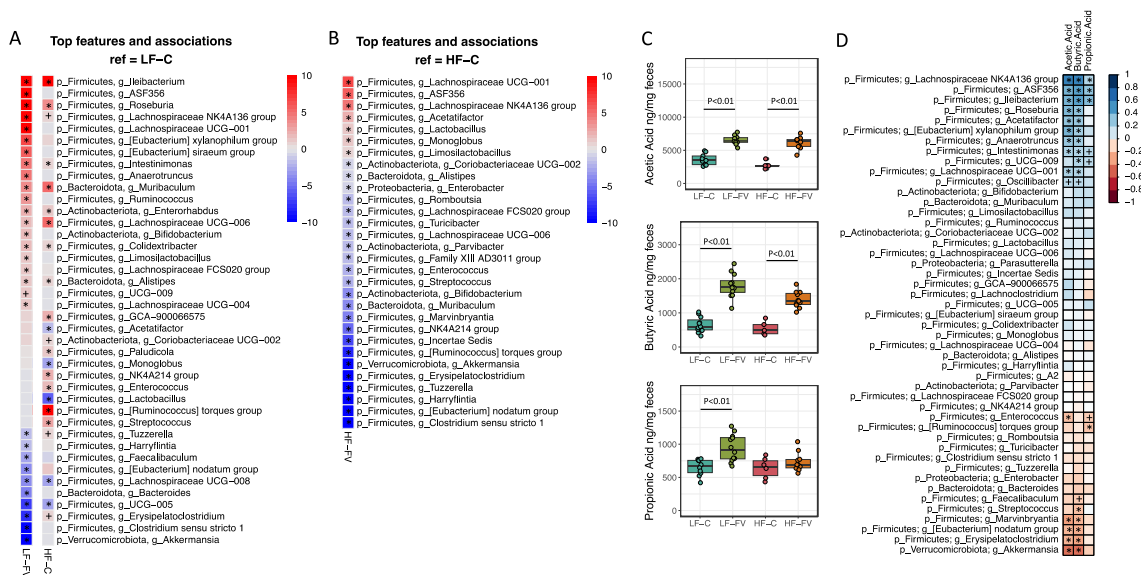 A
Top features and associations
ref = LF−C
p_Firmicutes, g_Ileibacterium
p_Firmicutes, g_ASF356
p_Firmicutes, g_Roseburia
p_Firmicutes, g_Lachnospiraceae NK4A136 group
p_Firmicutes, g_Lachnospiraceae UCG−001
p_Firmicutes, g_[Eubacterium] xylanophilum group
p_Firmicutes, g_[Eubacterium] siraeum group
p_Firmicutes, g_Intestinimonas
p_Firmicutes, g_Anaerotruncus
p_Bacteroidota, g_Muribaculum
p_Firmicutes, g_Ruminococcus
p_Actinobacteriota, g_Enterorhabdus
p_Firmicutes, g_Lachnospiraceae UCG−006
p_Actinobacteriota, g_Bifidobacterium
p_Firmicutes, g_Colidextribacter
p_Firmicutes, g_Limosilactobacillus
p_Firmicutes, g_Lachnospiraceae FCS020 group
p_Bacteroidota, g_Alistipes
p_Firmicutes, g_UCG−009
p_Firmicutes, g_Lachnospiraceae UCG−004
p_Firmicutes, g_GCA−900066575
p_Firmicutes, g_Acetatifactor
p_Actinobacteriota, g_Coriobacteriaceae UCG−002
p_Firmicutes, g_Paludicola
p_Firmicutes, g_Monoglobus
p_Firmicutes, g_NK4A214 group
p_Firmicutes, g_Enterococcus
p_Firmicutes, g_Lactobacillus
p_Firmicutes, g_[Ruminococcus] torques group
p_Firmicutes, g_Streptococcus
p_Firmicutes, g_Tuzzerella
p_Firmicutes, g_Harryflintia
p_Firmicutes, g_Faecalibaculum
p_Firmicutes, g_[Eubacterium] nodatum group
p_Firmicutes, g_Lachnospiraceae UCG−008
p_Bacteroidota, g_Bacteroides
p_Firmicutes, g_UCG−005
p_Firmicutes, g_Erysipelatoclostridium
p_Firmicutes, g_Clostridium sensu stricto 1
p_Verrucomicrobiota, g_Akkermansia
HF−C
10
5
0
−5
−10
B
Top features and associations
ref = HF−C
p_Firmicutes, g_Lachnospiraceae UCG−001
p_Firmicutes, g_ASF356
p_Firmicutes, g_Lachnospiraceae NK4A136 group
p_Firmicutes, g_Acetatifactor
p_Firmicutes, g_Lactobacillus
p_Firmicutes, g_Monoglobus
p_Firmicutes, g_Limosilactobacillus
p_Actinobacteriota, g_Coriobacteriaceae UCG−002
p_Bacteroidota, g_Alistipes
p_Proteobacteria, g_Enterobacter
p_Firmicutes, g_Romboutsia
p_Firmicutes, g_Lachnospiraceae FCS020 group
p_Firmicutes, g_Turicibacter
p_Firmicutes, g_Lachnospiraceae UCG−006
p_Actinobacteriota, g_Parvibacter
p_Firmicutes, g_Family XIII AD3011 group
p_Firmicutes, g_Enterococcus
p_Firmicutes, g_Streptococcus
p_Actinobacteriota, g_Bifidobacterium
p_Bacteroidota, g_Muribaculum
p_Firmicutes, g_Marvinbryantia
p_Firmicutes, g_NK4A214 group
p_Firmicutes, g_Incertae Sedis
p_Firmicutes, g_[Ruminococcus] torques group
p_Verrucomicrobiota, g_Akkermansia
p_Firmicutes, g_Erysipelatoclostridium
p_Firmicutes, g_Tuzzerella
p_Firmicutes, g_Harryflintia
p_Firmicutes, g_[Eubacterium] nodatum group
p_Firmicutes, g_Clostridium sensu stricto 1
HF−FV
10
5
0
−5
−10
C
Acetic Acid ng/mg feces
15000
10000
5000
0
P<0.01
P<0.01
LF−C LF−FV HF−C HF−FV
Butyric Acid ng/mg feces
3000
2000
1000
0
P<0.01
P<0.01
LF−C LF−FV HF−C HF−FV
Propionic Acid ng/mg feces
1500
1000
500
0
P<0.01
LF−C LF−FV HF−C HF−FV
D
Acetic.Acid
Butyric.Acid
Propionic.Acid
p_Firmicutes; g_Lachnospiraceae NK4A136 group
p_Firmicutes; g_ASF356
p_Firmicutes; g_Ileibacterium
p_Firmicutes; g_Roseburia
p_Firmicutes; g_Acetatifactor
p_Firmicutes; g_[Eubacterium] xylanophilum group
p_Firmicutes; g_Anaerotruncus
p_Firmicutes; g_Intestinimonas
p_Firmicutes; g_UCG−009
p_Firmicutes; g_Lachnospiraceae UCG−001
p_Firmicutes; g_Oscillibacter
p_Actinobacteriota; g_Bifidobacterium
p_Bacteroidota; g_Muribaculum
p_Firmicutes; g_Limosilactobacillus
p_Firmicutes; g_Ruminococcus
p_Actinobacteriota; g_Coriobacteriaceae UCG−002
p_Firmicutes; g_Lactobacillus
p_Firmicutes; g_Lachnospiraceae UCG−006
p_Proteobacteria; g_Parasutterella
p_Firmicutes; g_Incertae Sedis
p_Firmicutes; g_GCA−900066575
p_Firmicutes; g_Lachnoclostridium
p_Firmicutes; g_UCG−005
p_Firmicutes; g_[Eubacterium] siraeum group
p_Firmicutes; g_Colidextribacter
p_Firmicutes; g_Monoglobus
p_Firmicutes; g_Lachnospiraceae UCG−004
p_Bacteroidota; g_Alistipes
p_Firmicutes; g_Harryflintia
p_Firmicutes; g_A2
p_Actinobacteriota; g_Parvibacter
p_Firmicutes; g_Lachnospiraceae FCS020 group
p_Firmicutes; g_NK4A214 group
p_Firmicutes; g_Enterococcus
p_Firmicutes; g_[Ruminococcus] torques group
p_Firmicutes; g_Romboutsia
p_Firmicutes; g_Turicibacter
p_Firmicutes; g_Clostridium sensu stricto 1
p_Firmicutes; g_Tuzzerella
p_Proteobacteria; g_Enterobacter
p_Bacteroidota; g_Bacteroides
p_Firmicutes; g_Faecalibaculum
p_Firmicutes; g_Streptococcus
p_Firmicutes; g_Marvinbryantia
p_Firmicutes; g_[Eubacterium] nodatum group
p_Firmicutes; g_Erysipelatoclostridium
p_Verrucomicrobiota; g_Akkermansia
1
0.8
0.6
0.4
0.2
0
−0.2
−0.4
−0.6
−0.8
−1